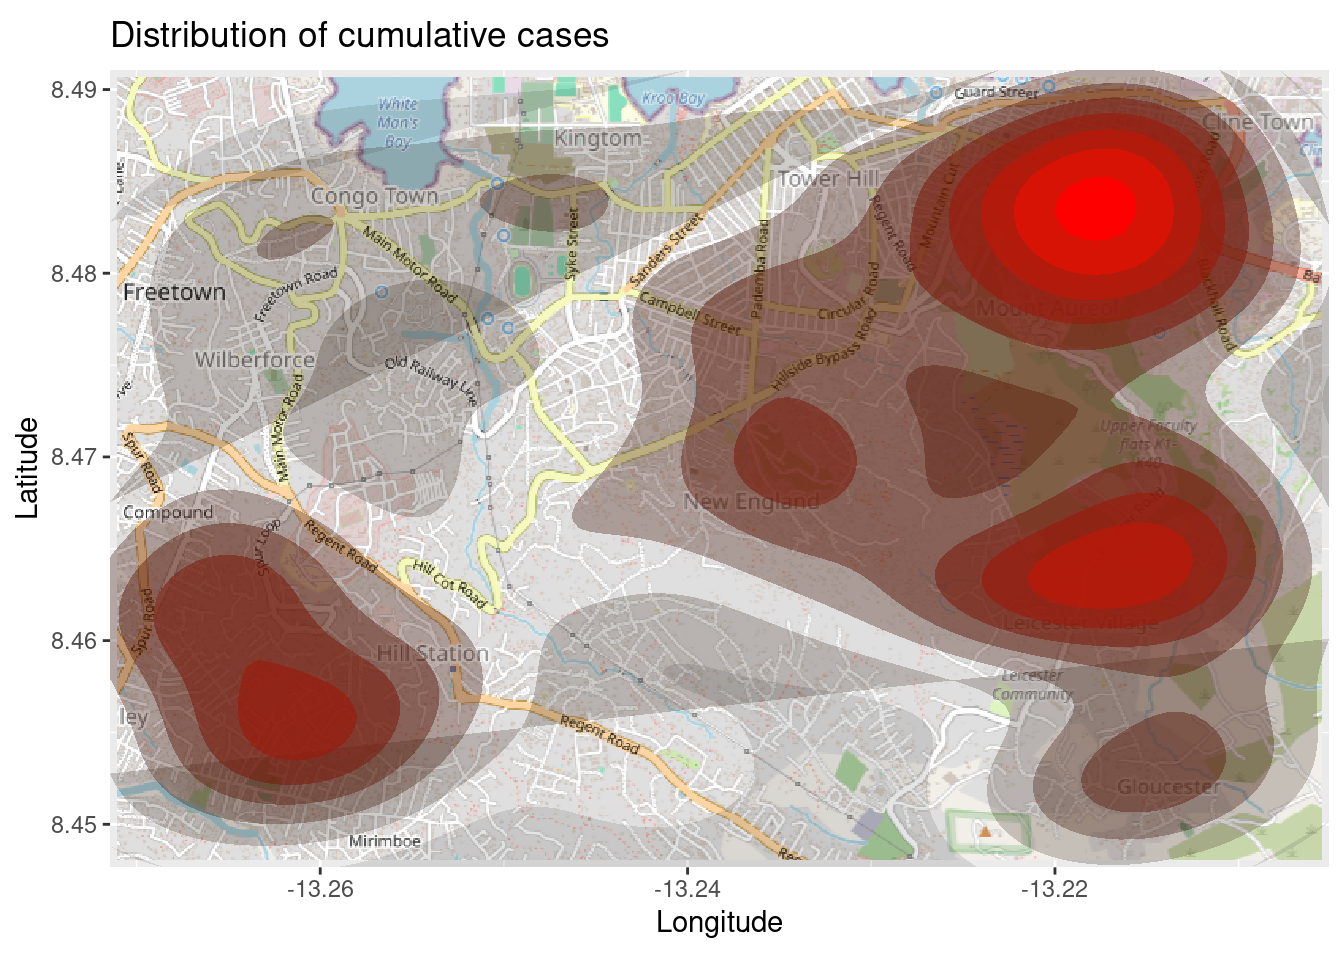 Distribution of cumulative cases
8.49
8.48
8.47
8.46
8.45
Latitude
-13.26
-13.24
-13.22
Longitude
White
Man's
Bay
Kroo Bay
Guard Street
Cline Town
Kingtom
Tower Hill
Congo Town
Mountain Cut
Regent Road
Main Motor Road
Syke Street
Sanders Street
Pademba Road
Freetown
Freetown Road
Campbell Street
Circular Road
Mount Aureol
Ba
Wilberforce
Old Railway Line
Hillside Bypass Road
Main Motor Road
Spur Road
Upper Faculty
flats K1-
New England
Compound
Spur Loop
Regent Road
Hill Cot Road
Spur Road
Leicester Village
Hill Station
Leicester
Community
ley
Regent Road
Gloucester
Mirimboe